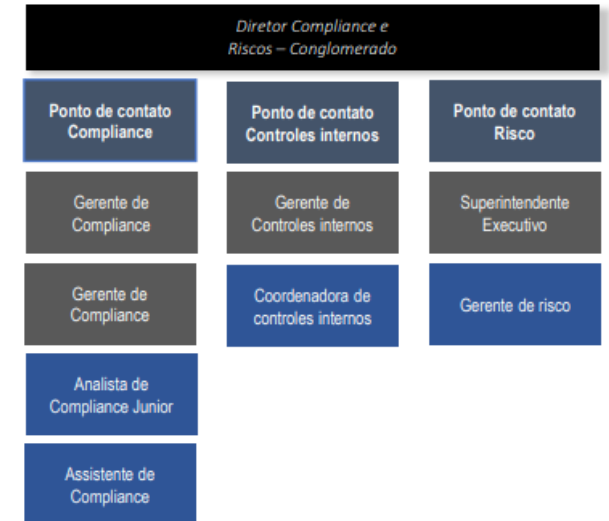 Diretor Compliance e
Riscos – Conglomerado
Ponto de contato
Compliance
Ponto de contato
Controles internos
Ponto de contato
Risco
Gerente de
Compliance
Gerente de
Controles internos
Superintendente
Executivo
Gerente de
Compliance
Coordenadora de
controles internos
Gerente de risco
Analista de
Compliance Junior
Assistente de
Compliance